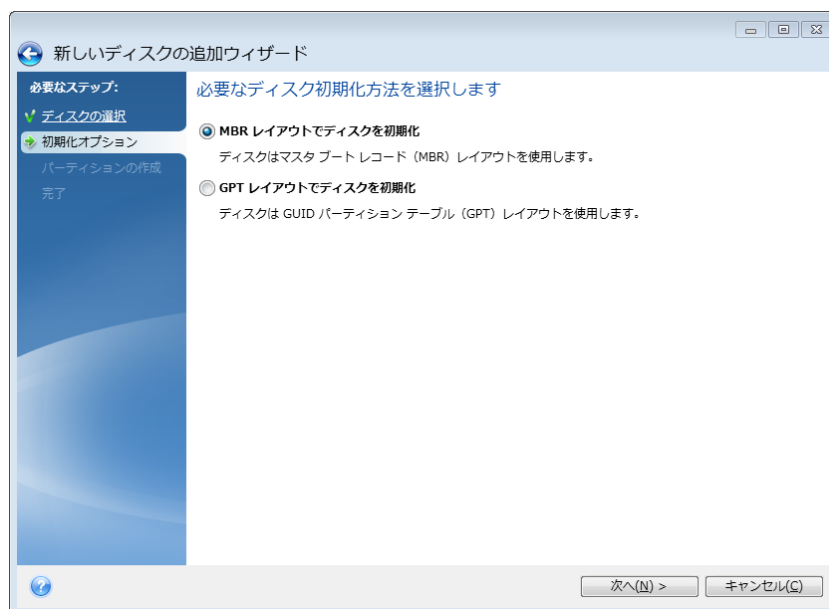 新しいディスクの追加ウィザード
必要なステップ:
ディスクの選択
初期化オプション
パーティションの作成
完了
必要なディスク初期化方法を選択します
MBR レイアウトでディスクを初期化
ディスクはマスタ ブート レコード（MBR）レイアウトを使用します。
GPT レイアウトでディスクを初期化
ディスクは GUID パーティション テーブル（GPT）レイアウトを使用します。
次へ(N) >
キャンセル(C)